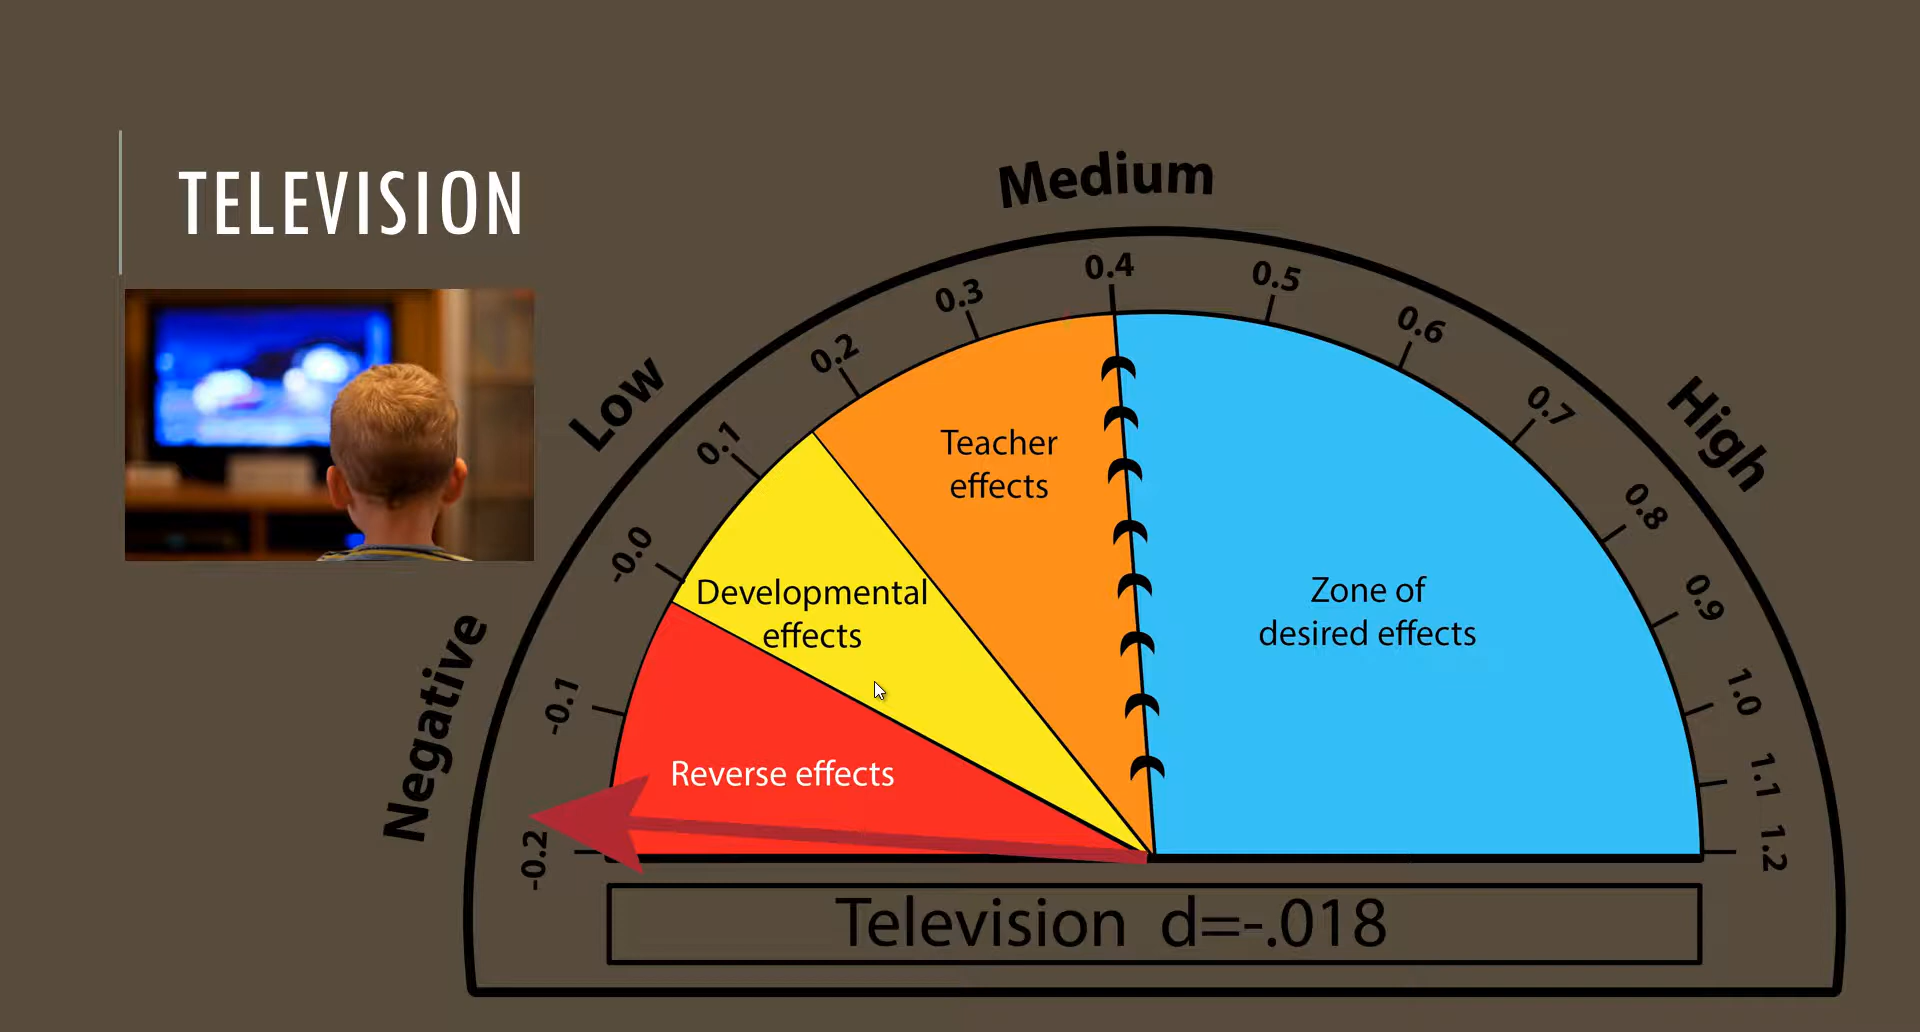 TELEVISION
Medium
Low
High
Negative
-0.2
-0.1
-0.0
0.1
0.2
0.3
0.4
0.5
0.6
0.7
0.8
0.9
1.0
1.1
1.2
Teacher
effects
Developmental
effects
Reverse effects
Zone of
desired effects
Television d=-.018